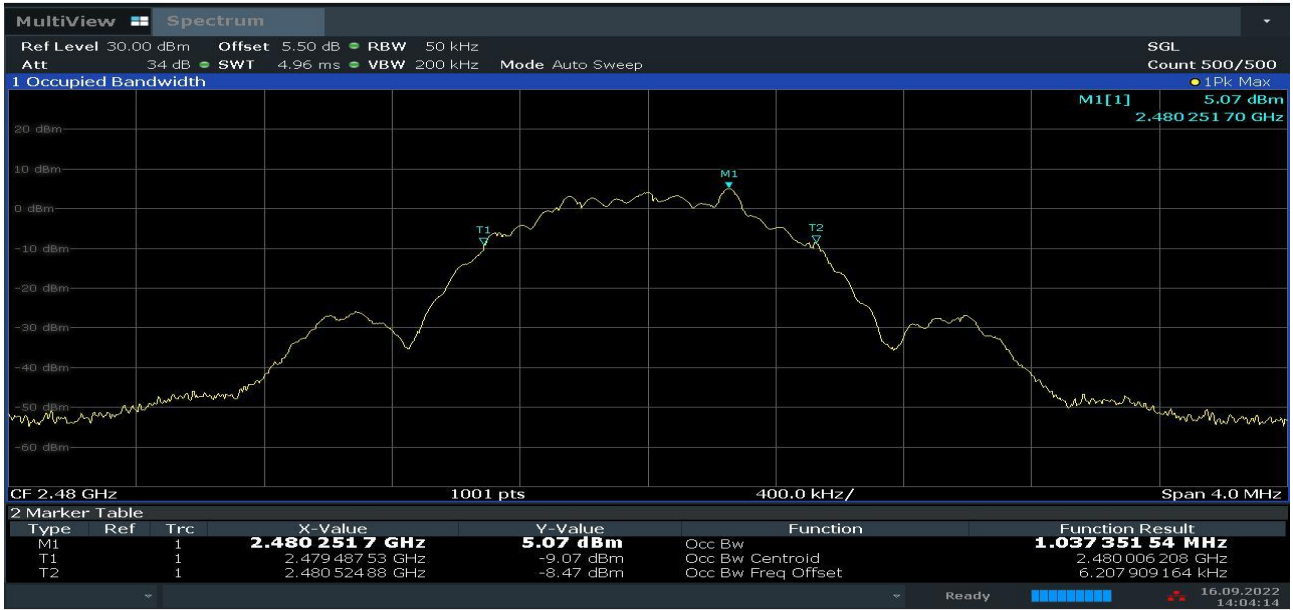 MultiView Spectrum
Ref Level 30.00 dBm Offset 5.50 dB RBW 50 kHz SGL
Att 34 dB SWT 4.96 ms VBW 200 kHz Mode Auto Sweep Count 500/500
1 Occupied Bandwidth 1Pk Max
M1[1] 5.07 dBm
2.480 251 70 GHz
20 dBm
10 dBm
M1
0 dBm
T1
T2
-10 dBm
-20 dBm
-30 dBm
-40 dBm
-50 dBm
-60 dBm
CF 2.48 GHz 1001 pts 400.0 kHz/ Span 4.0 MHz
2 Marker Table
Type Ref Trc X-Value Y-Value Function Function Result
M1 1 2.480 251 7 GHz 5.07 dBm Occ Bw 1.037 351 54 MHz
T1 1 2.479 487 53 GHz -9.07 dBm Occ Bw Centroid 2.480 006 208 GHz
T2 1 2.480 524 88 GHz -8.47 dBm Occ Bw Freq Offset 6.207 909 164 kHz
Ready 16.09.2022
14:04:14